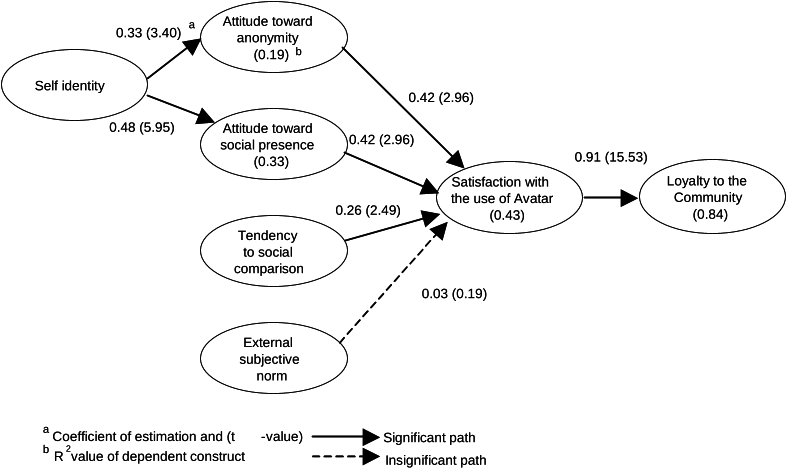 0.33 (3.40) a
Attitude toward
anonymity
(0.19) b
Self identity
0.42 (2.96)
0.48 (5.95)
Attitude toward
social presence
(0.33)
0.42 (2.96)
0.91 (15.53)
Satisfaction with
the use of Avatar
(0.43)
Loyalty to the
Community
(0.84)
0.26 (2.49)
Tendency
to social
comparison
0.03 (0.19)
External
subjective
norm
a Coefficient of estimation and (t -value)
Significant path
b R2 value of dependent construct
Insignificant path